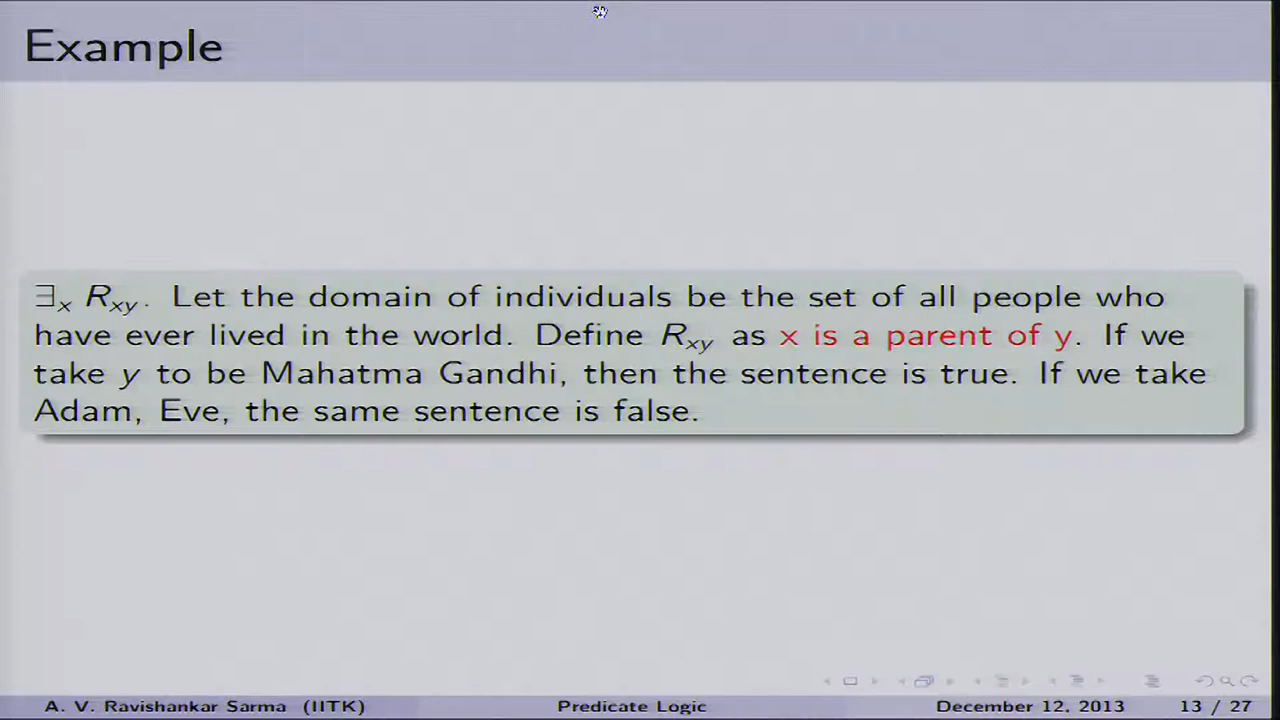 Example
∃x Rxy. Let the domain of individuals be the set of all people who
have ever lived in the world. Define Rxy as x is a parent of y. If we
take y to be Mahatma Gandhi, then the sentence is true. If we take
Adam, Eve, the same sentence is false.
A. V. Ravishankar Sarma (IITK) Predicate Logic December 12, 2013 13 / 27